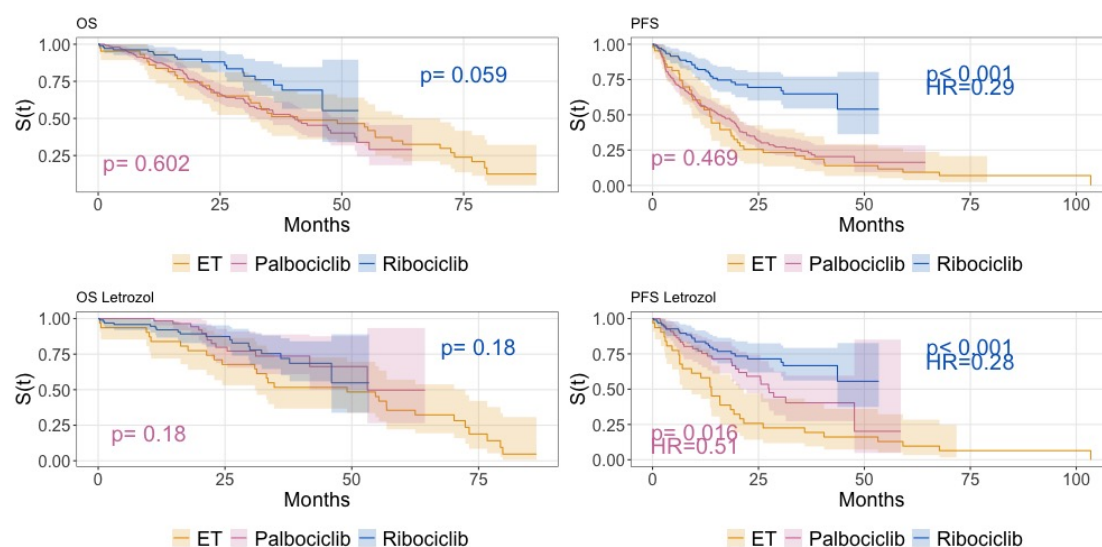 OS
1.00
0.75
0.50
0.25
S(t)
p= 0.059
p= 0.602
0 25 50 75
Months
ET Palbociclib Ribociclib
PFS
1.00
0.75
0.50
0.25
0.00
S(t)
p< 0.001
HR=0.29
p= 0.469
0 25 50 75 100
Months
ET Palbociclib Ribociclib
OS Letrozol
1.00
0.75
0.50
0.25
0.00
S(t)
p= 0.18
p= 0.18
0 25 50 75
Months
ET Palbociclib Ribociclib
PFS Letrozol
1.00
0.75
0.50
0.25
0.00
S(t)
p< 0.001
HR=0.28
p= 0.016
HR=0.51
0 25 50 75 100
Months
ET Palbociclib Ribociclib